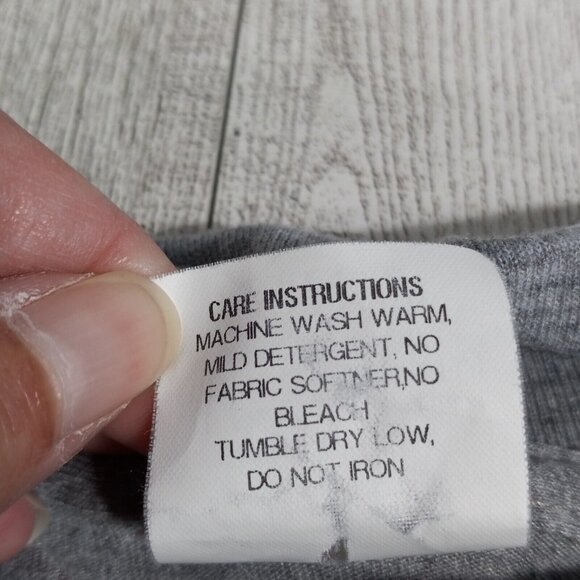 CARE INSTRUCTIONS
MACHINE WASH WARM,
MILD DETERGENT, NO
FABRIC SOFTNER,NO
BLEACH
TUMBLE DRY LOW,
DO NOT IRON